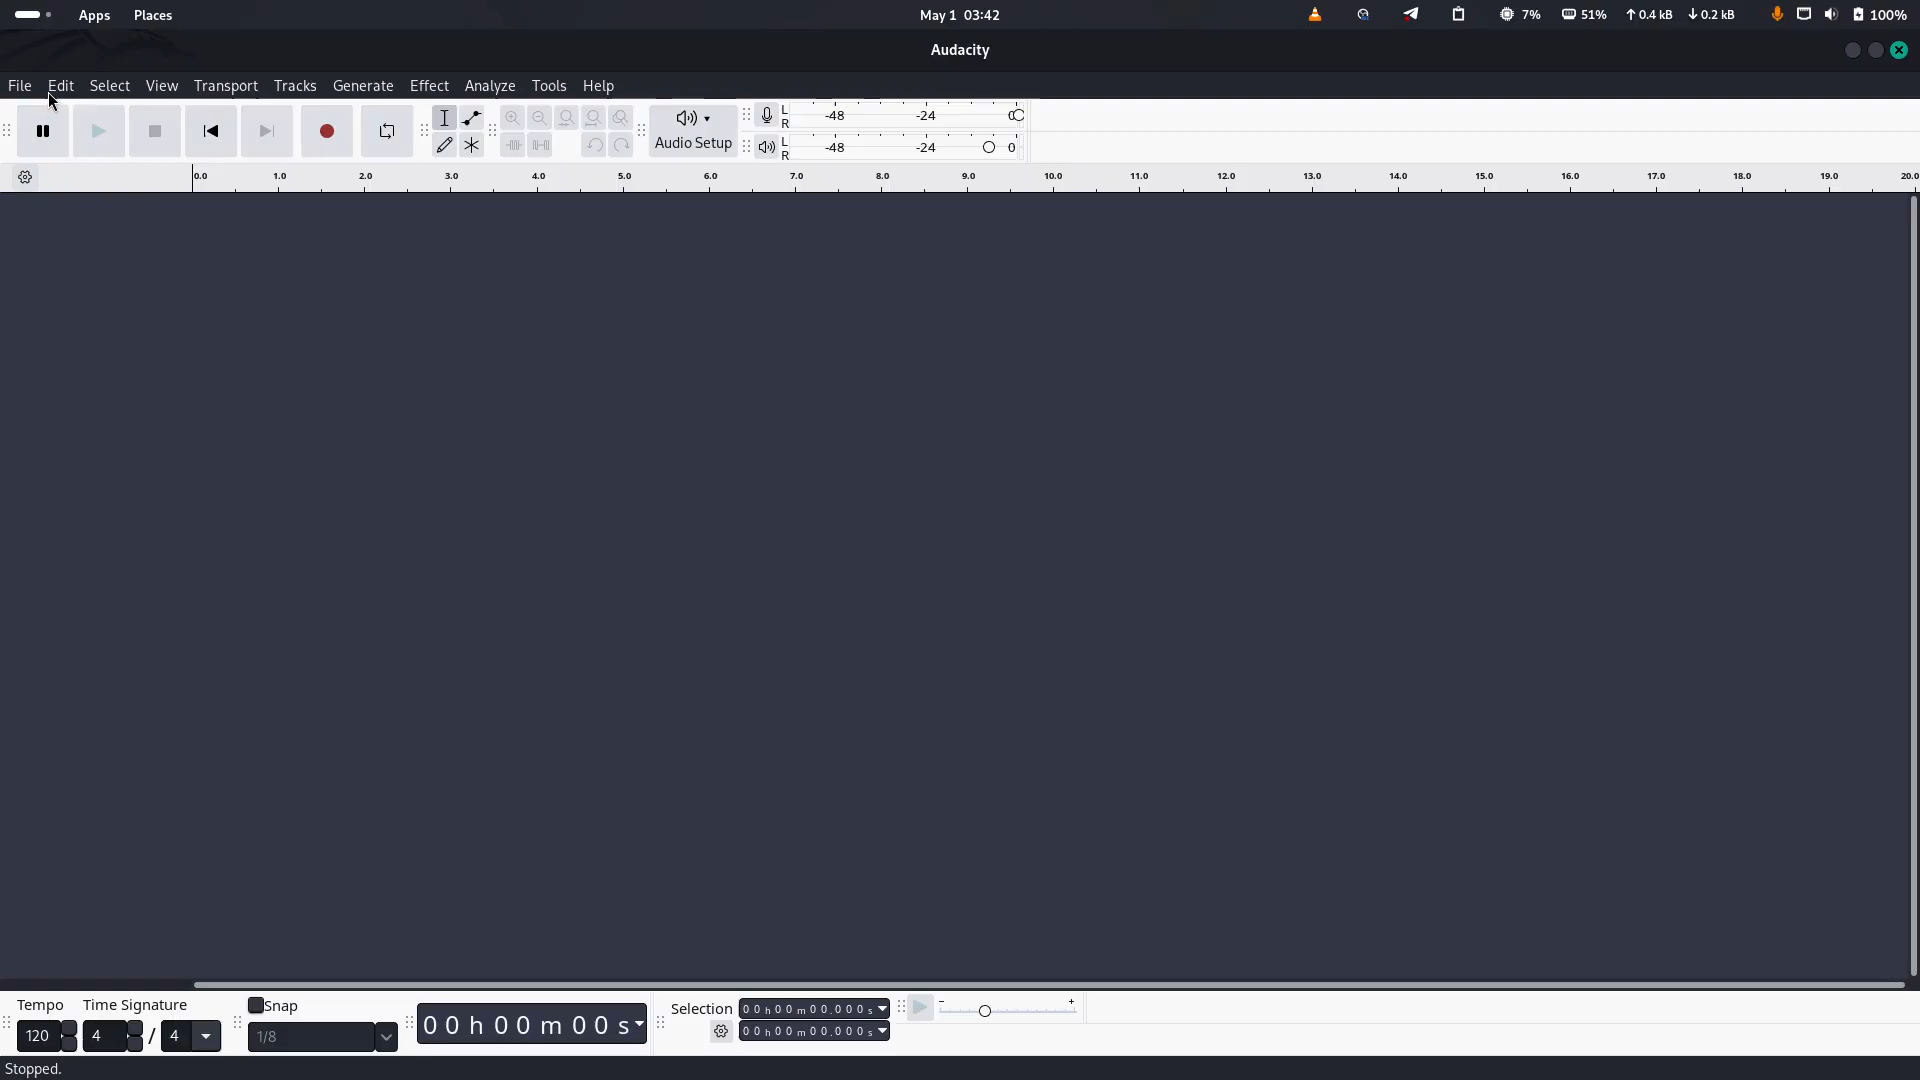 Apps Places May 1 03:42 7% 51% 0.4 kB 0.2 kB 100%
Audacity
File Edit Select View Transport Tracks Generate Effect Analyze Tools Help
L R -48 -24 0
Audio Setup
L R -48 -24 0
0.0 1.0 2.0 3.0 4.0 5.0 6.0 7.0 8.0 9.0 10.0 11.0 12.0 13.0 14.0 15.0 16.0 17.0 18.0 19.0 20.0
Tempo Time Signature Snap
120 4 / 4 1/8
00 h 00 m 00 s
Selection 00 h 00 m 00.000 s
00 h 00 m 00.000 s
- +
Stopped.